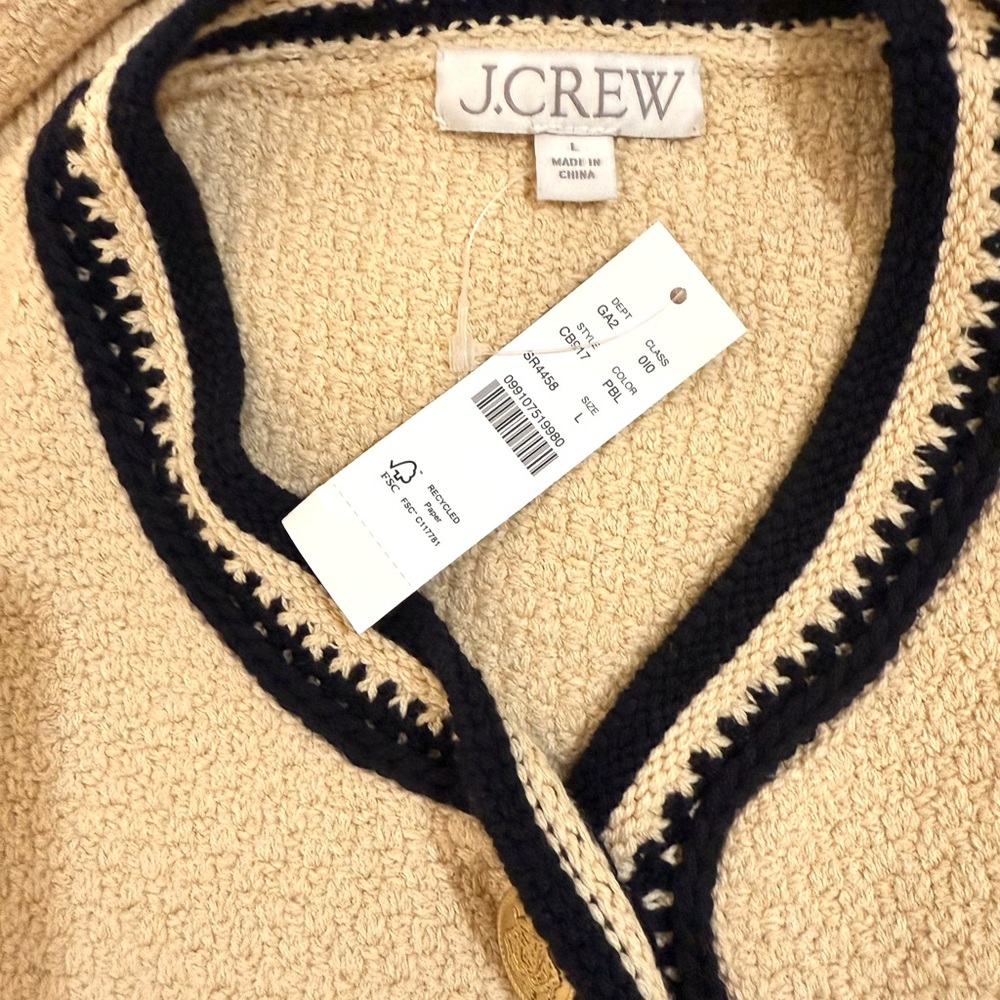 J.CREW
L
MADE IN
CHINA
DEPT
GA2
CLASS
010
STYLE
CB917
COLOR
PBL
SR4458
SIZE
L
099107519980
FSC
RECYCLED
Paper
FSC® C117781